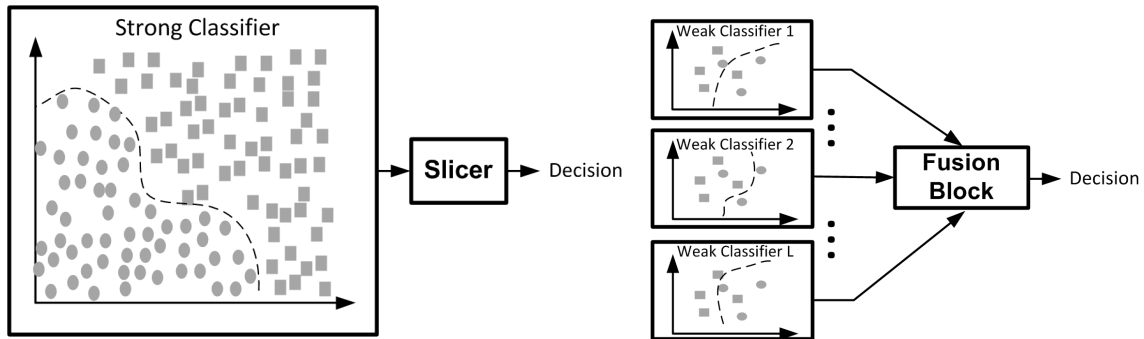 Strong Classifier
Slicer
Decision
Weak Classifier 1
Weak Classifier 2
Weak Classifier L
Fusion
Block
Decision